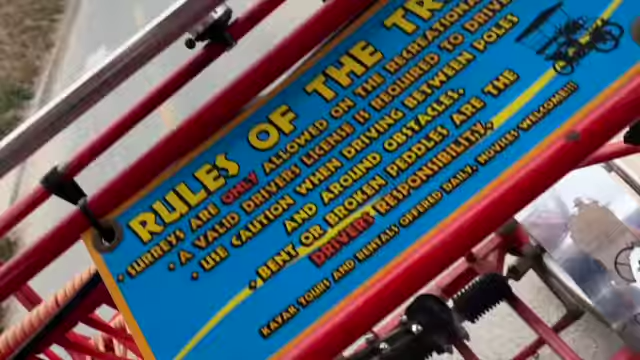 RULES OF THE TR
• SURREYS ARE ONLY ALLOWED ON THE RECREATIONAL
• A VALID DRIVERS LICENSE IS REQUIRED TO DRIVE
• USE CAUTION WHEN DRIVING BETWEEN POLES
AND AROUND OBSTACLES.
• BENT OR BROKEN PEDDLES ARE THE
DRIVERS RESPONSIBILITY.
KAYAK TOURS AND RENTALS OFFERED DAILY, NOVICES WELCOME!!!